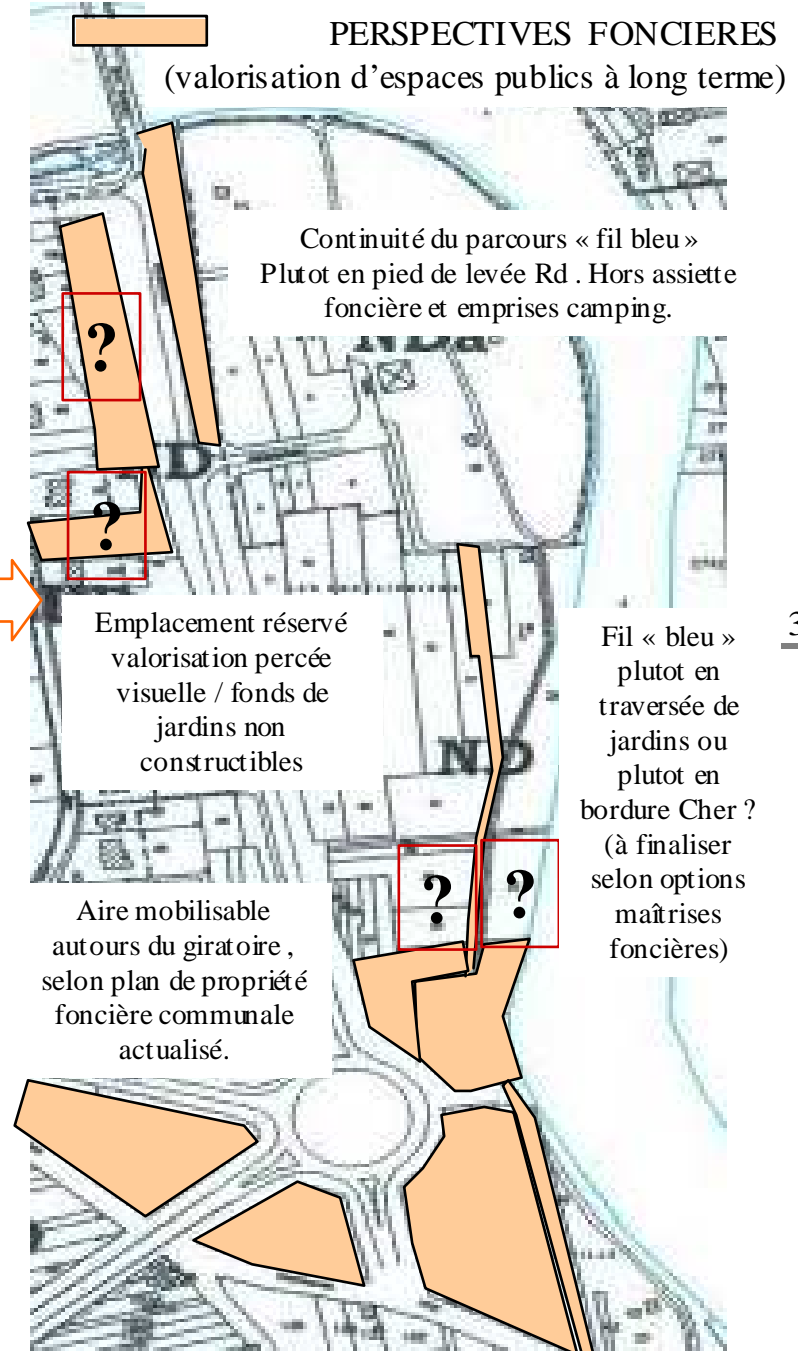 PERSPECTIVES FONCIERES
(valorisation d'espaces publics à long terme)
Continuité du parcours « fil bleu »
Plutot en pied de levée Rd . Hors assiette
foncière et emprises camping.
?
D
?
Emplacement réservé
valorisation percée
visuelle / fonds de
jardins non
constructibles
Fil « bleu »
plutot en
traversée de
jardins ou
plutot en
bordure Cher ?
(à finaliser
selon options
maîtrises
foncières)
3
N.D
? ?
Aire mobilisable
autours du giratoire ,
selon plan de propriété
foncière communale
actualisé.